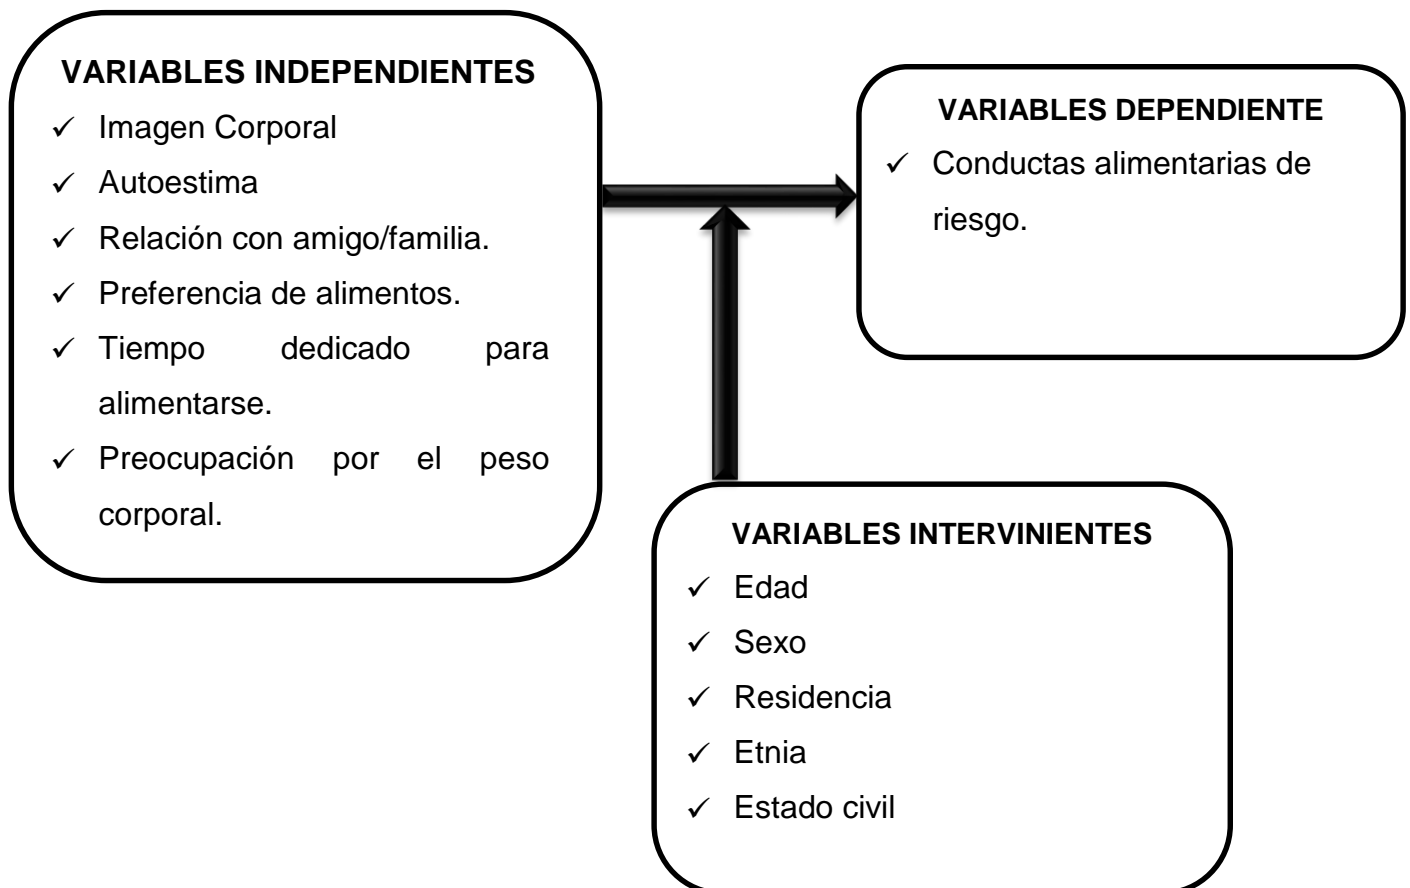 VARIABLES INDEPENDIENTES
✓ Imagen Corporal
✓ Autoestima
✓ Relación con amigo/familia.
✓ Preferencia de alimentos.
✓ Tiempo dedicado para
alimentarse.
✓ Preocupación por el peso
corporal.
VARIABLES DEPENDIENTE
✓ Conductas alimentarias de
riesgo.
VARIABLES INTERVINIENTES
✓ Edad
✓ Sexo
✓ Residencia
✓ Etnia
✓ Estado civil